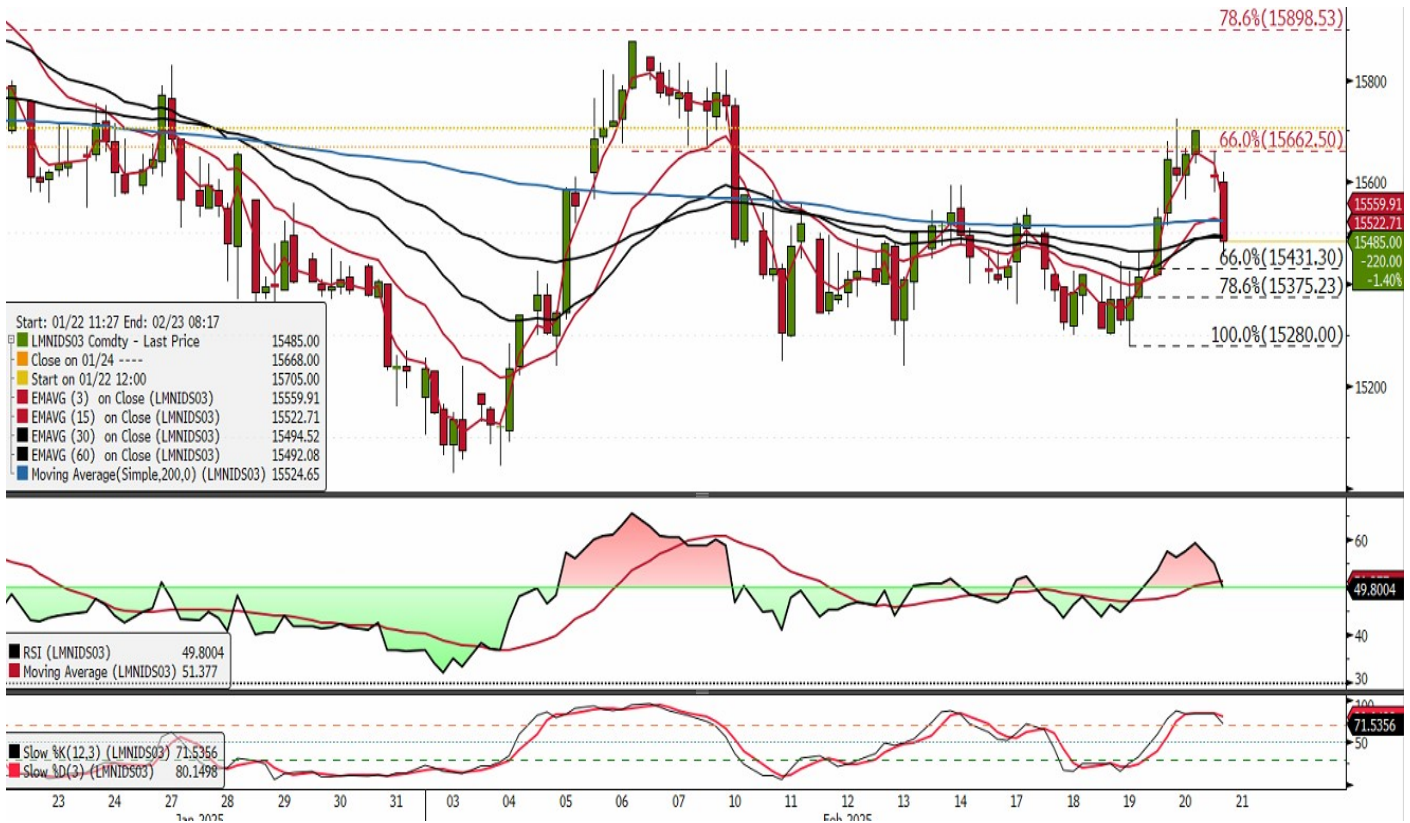 78.6%(15898.53)
15800
66.0%(15662.50)
15600
15559.91
15522.71
15485.00
-220.00
-1.40%
66.0%(15431.30)
78.6%(15375.23)
100.0%(15280.00)
15200
Start: 01/22 11:27 End: 02/23 08:17
LMNIDS03 Comdty - Last Price 15485.00
Close on 01/24 ---- 15668.00
Start on 01/22 12:00 15705.00
EMAVG (3) on Close (LMNIDS03) 15559.91
EMAVG (15) on Close (LMNIDS03) 15522.71
EMAVG (30) on Close (LMNIDS03) 15494.52
EMAVG (60) on Close (LMNIDS03) 15492.08
Moving Average(Simple,200,0) (LMNIDS03) 15524.65
60
49.8004
40
30
RSI (LMNIDS03) 49.8004
Moving Average (LMNIDS03) 51.377
100
71.5356
50
0
Slow %K(12,3) (LMNIDS03) 71.5356
Slow %D(3) (LMNIDS03) 80.1498
23 24 27 28 29 30 31 03 04 05 06 07 10 11 12 13 14 17 18 19 20 21
Jan 2025 Feb 2025